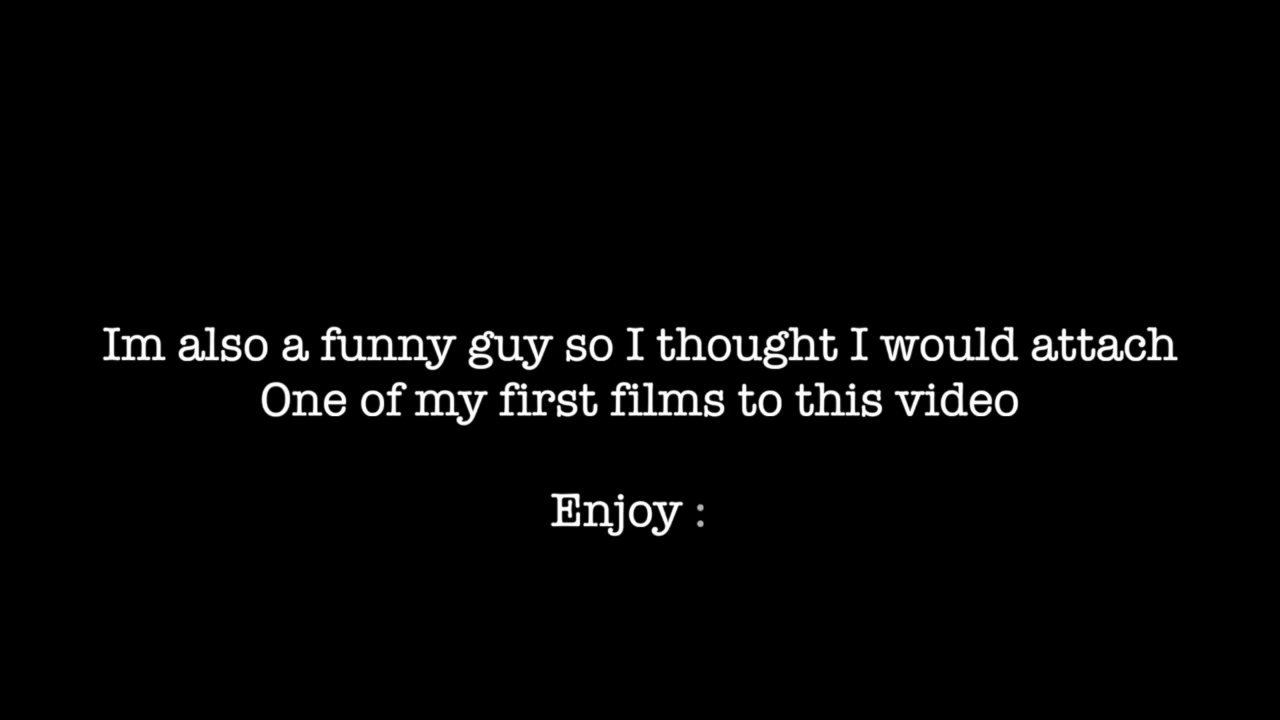 Im also a funny guy so I thought I would attach
One of my first films to this video
Enjoy :